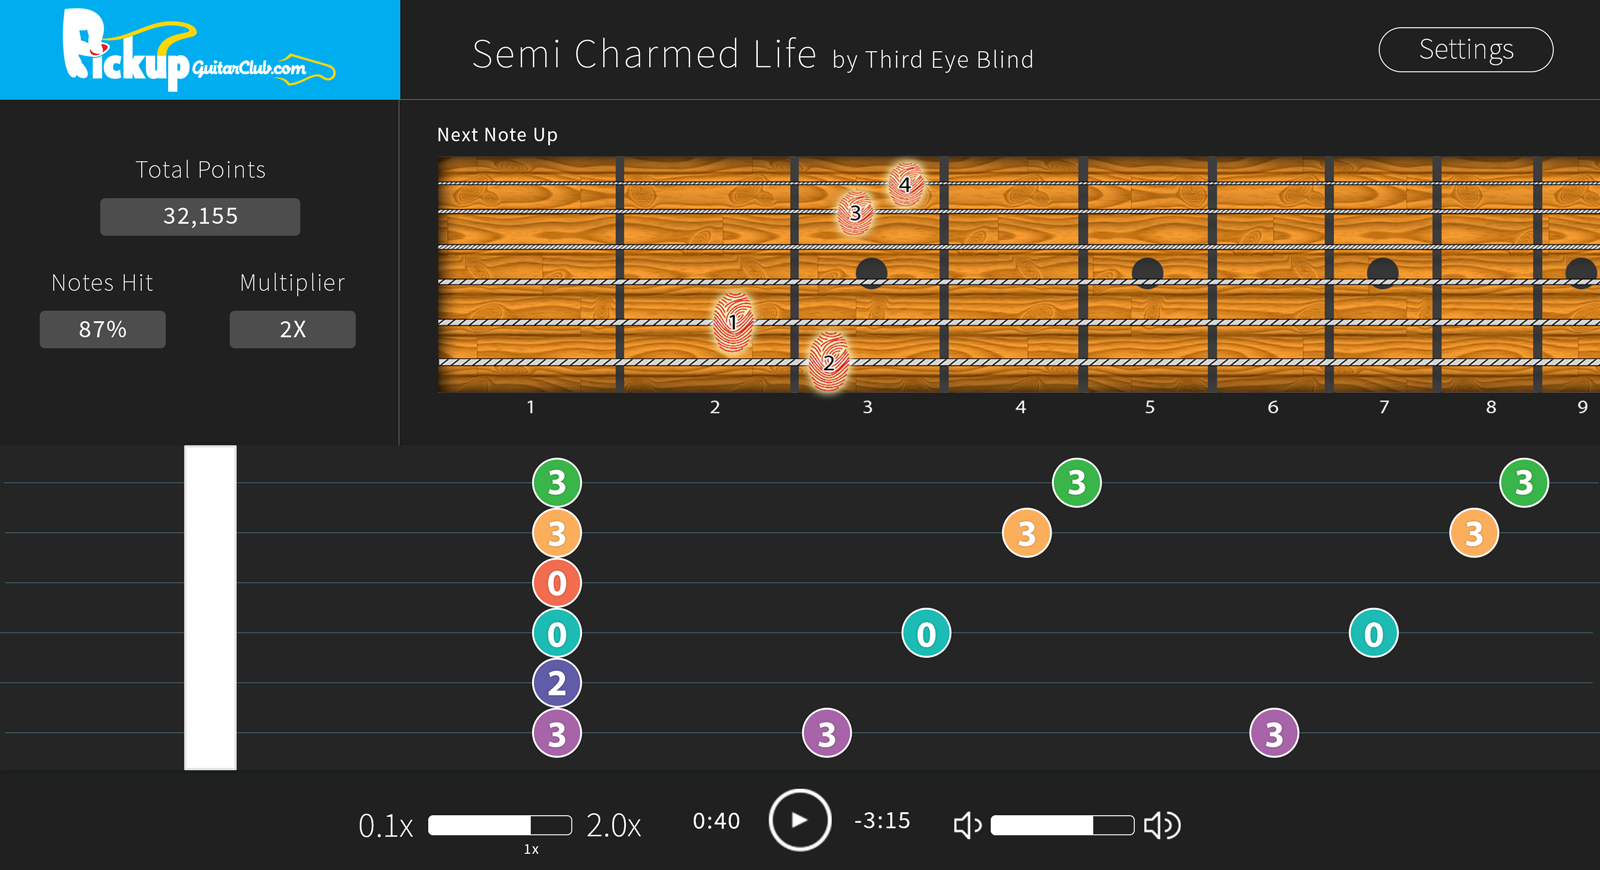 Pickup
GuitarClub.com
Semi Charmed Life by Third Eye Blind
Settings
Total Points
32,155
Notes Hit
Multiplier
87%
2X
Next Note Up
4
3
1
2
1 2 3 4 5 6 7 8 9
3 3 3
3 3 3
0
0 0 0
2
3 3 3
0.1x
2.0x
1x
0:40
-3:15